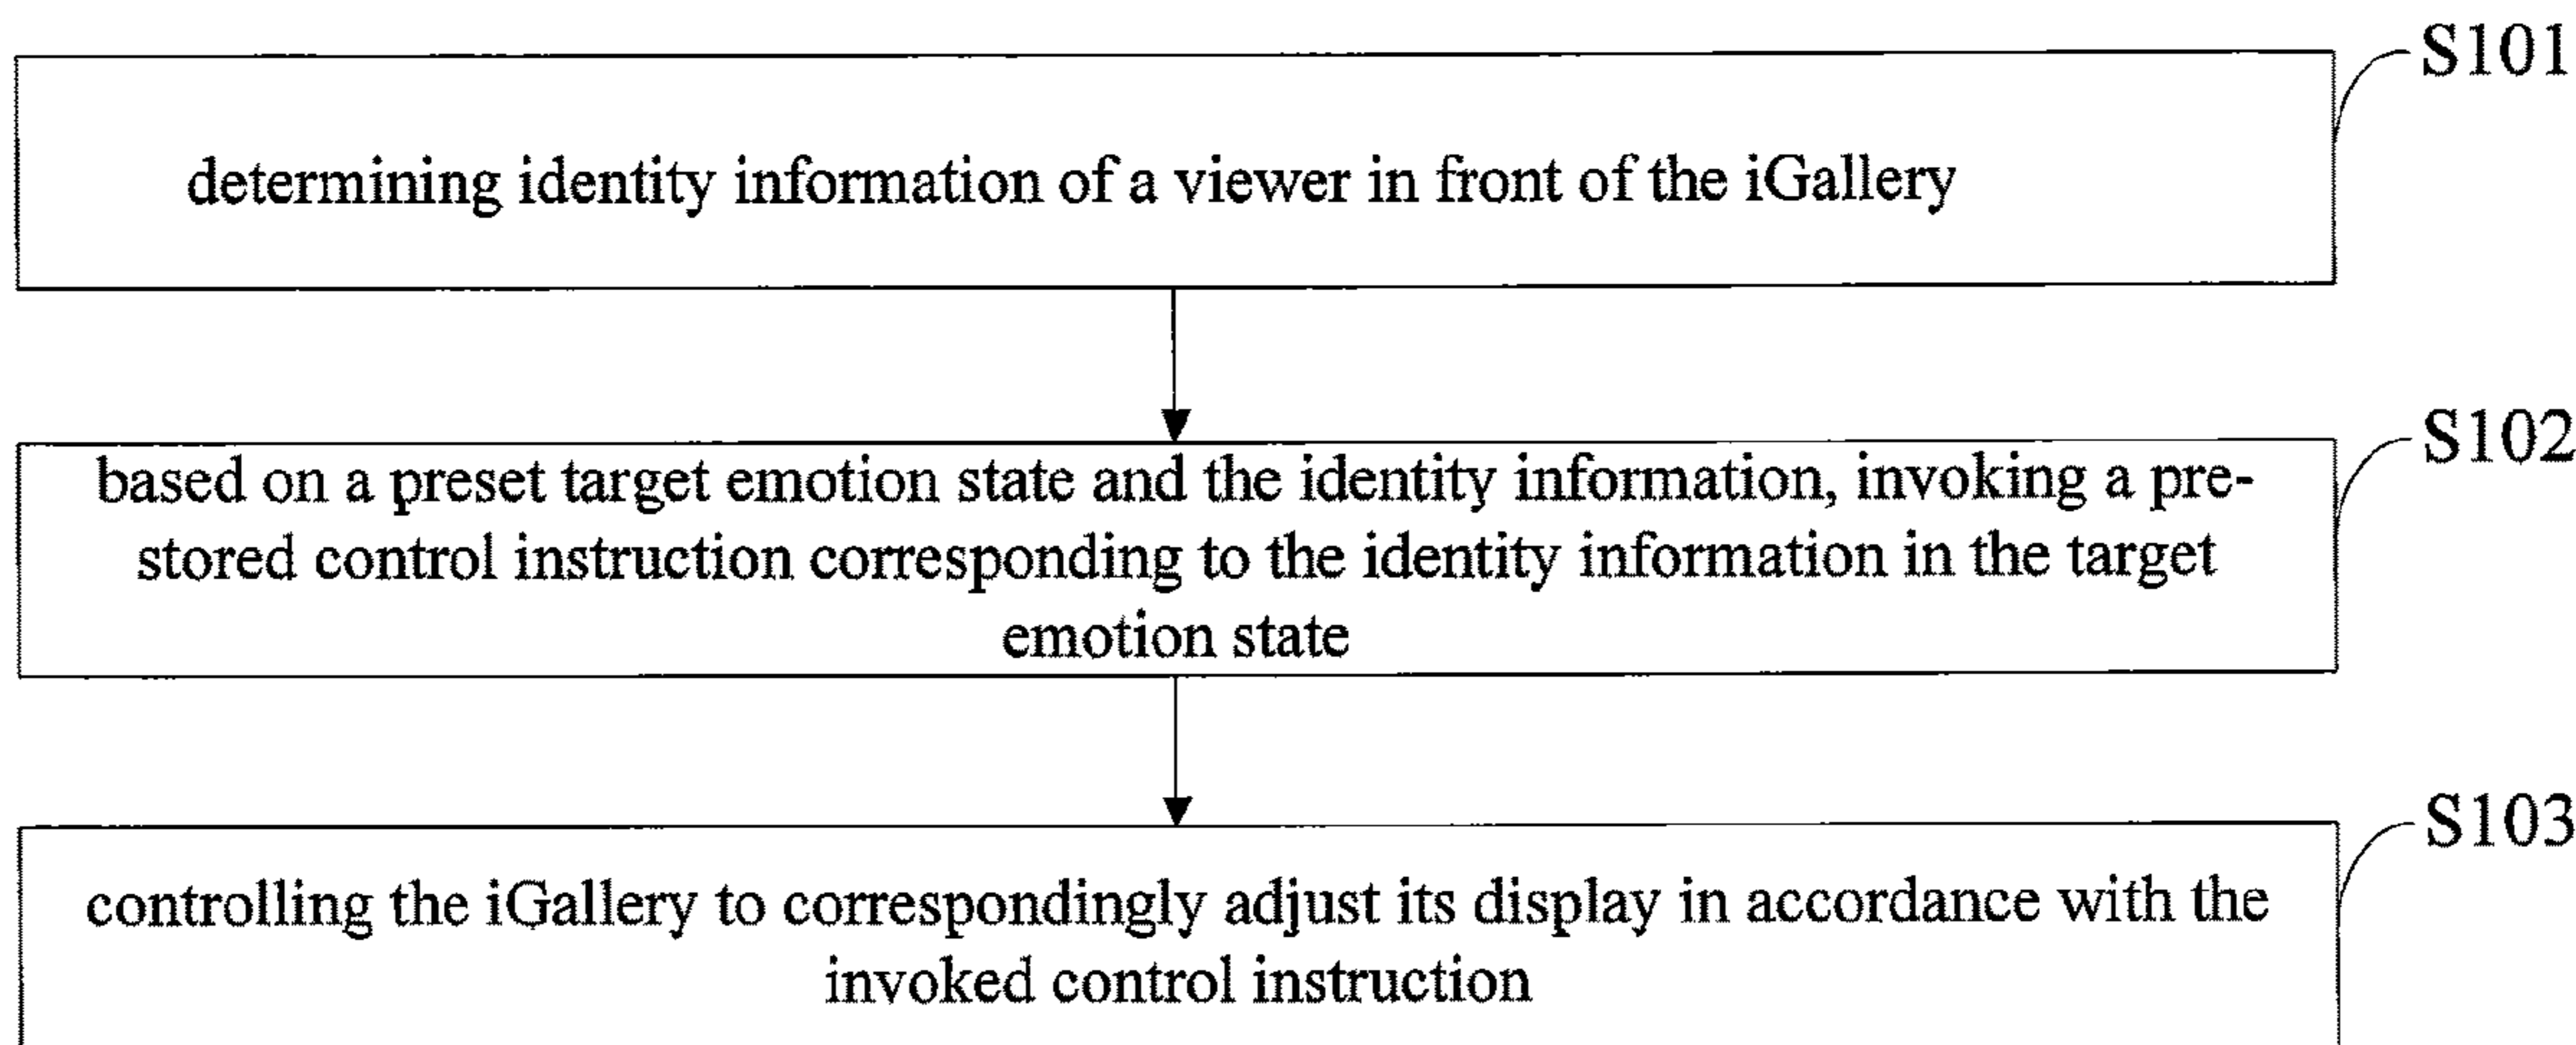 S101
determining identity information of a viewer in front of the iGallery
S102
based on a preset target emotion state and the identity information, invoking a pre-
stored control instruction corresponding to the identity information in the target
emotion state
S103
controlling the iGallery to correspondingly adjust its display in accordance with the
invoked control instruction